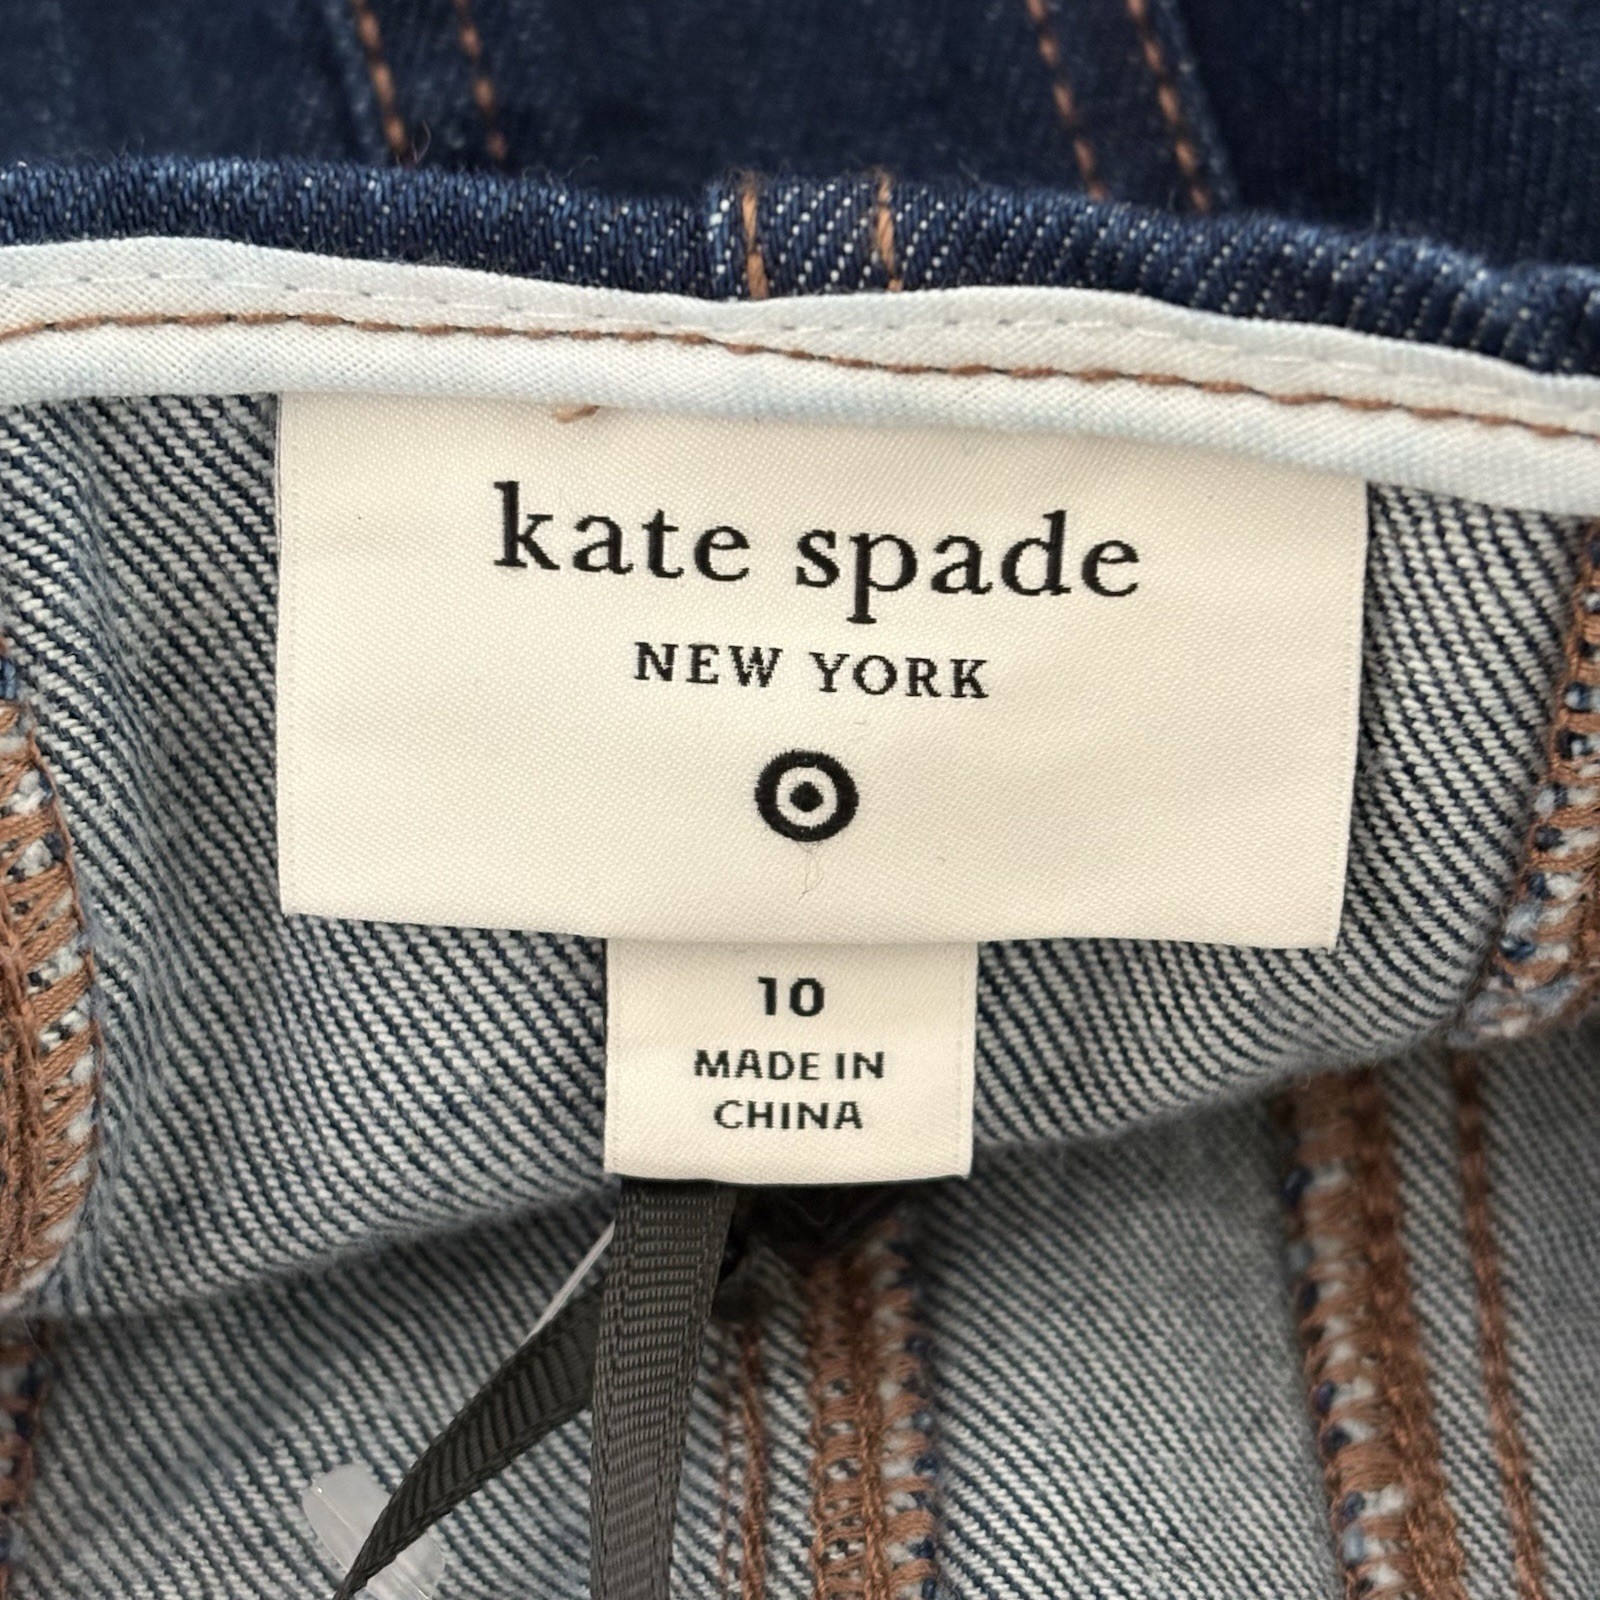 kate spade
NEW YORK
10
MADE IN
CHINA